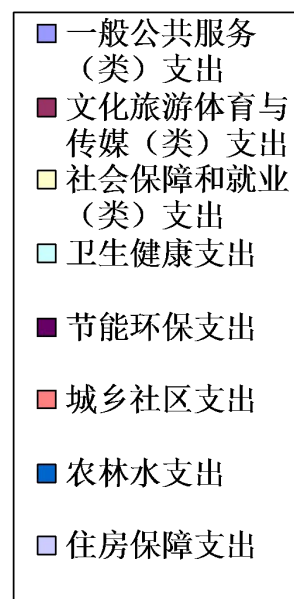 一般公共服务
（类）支出
文化旅游体育与
传媒（类）支出
社会保障和就业
（类）支出
卫生健康支出
节能环保支出
城乡社区支出
农林水支出
住房保障支出